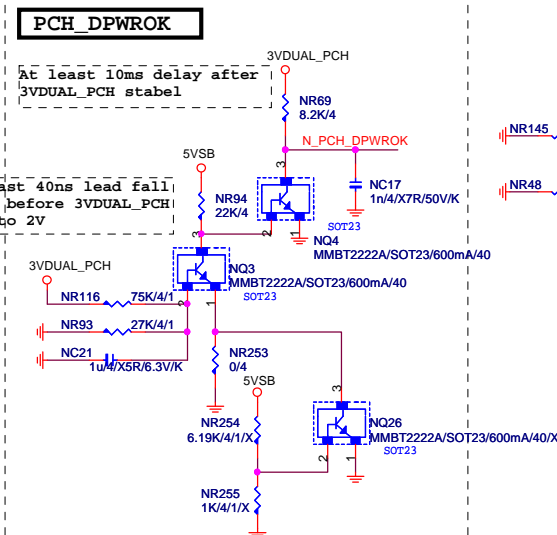 PCH_DPWROK
3VDUAL_PCH
At least 10ms delay after
3VDUAL_PCH stabel
NR69
8.2K/4
N_PCH_DPWROK
NR145
5VSB
3
ast 40ns lead fall
before 3VDUAL_PCH
to 2V
NR94
22K/4
NC17
1n/4/X7R/50V/K
NR48
SOT23
2
1
NQ4
MMBT2222A/SOT23/600mA/40
3
3VDUAL_PCH
NQ3
MMBT2222A/SOT23/600mA/40
SOT23
NR116
75K/4/1
2
1
NR93
27K/4/1
NC21
1u/4/X5R/6.3V/K
NR253
0/4
5VSB
3
NR254
6.19K/4/1/X
NQ26
MMBT2222A/SOT23/600mA/40/X
SOT23
2
1
NR255
1K/4/1/X